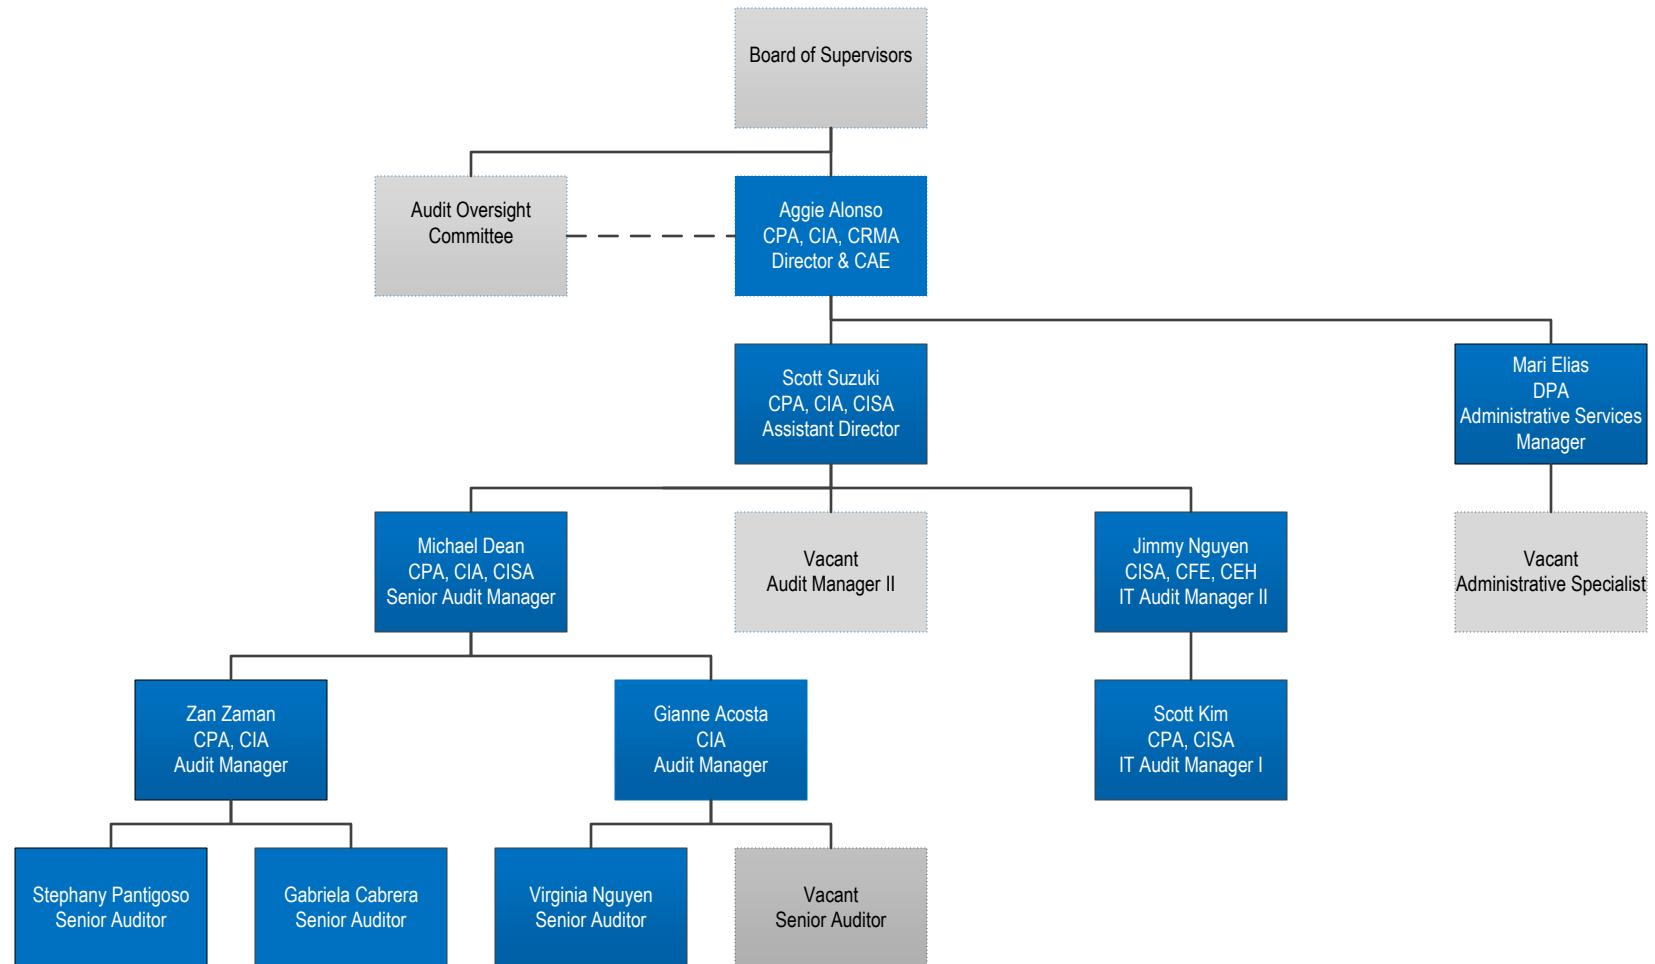 Board of Supervisors
Audit Oversight
Committee
Aggie Alonso
CPA, CIA, CRMA
Director & CAE
Scott Suzuki
CPA, CIA, CISA
Assistant Director
Mari Elias
DPA
Administrative Services
Manager
Michael Dean
CPA, CIA, CISA
Senior Audit Manager
Vacant
Audit Manager II
Jimmy Nguyen
CISA, CFE, CEH
IT Audit Manager II
Vacant
Administrative Specialist
Zan Zaman
CPA, CIA
Audit Manager
Gianne Acosta
CIA
Audit Manager
Scott Kim
CPA, CISA
IT Audit Manager I
Stephany Pantigoso
Senior Auditor
Gabriela Cabrera
Senior Auditor
Virginia Nguyen
Senior Auditor
Vacant
Senior Auditor